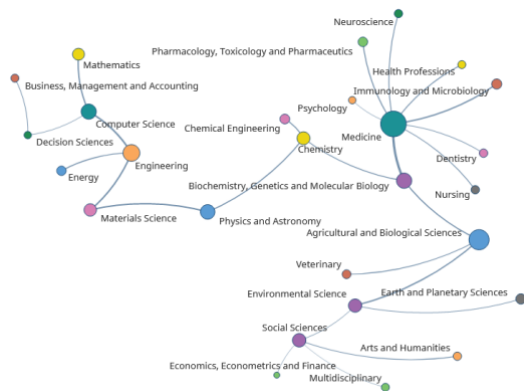 Neuroscience
Pharmacology, Toxicology and Pharmaceutics
Mathematics
Health Professions
Business, Management and Accounting
Immunology and Microbiology
Psychology
Computer Science
Chemical Engineering
Medicine
Decision Sciences
Chemistry
Dentistry
Engineering
Energy
Biochemistry, Genetics and Molecular Biology
Nursing
Materials Science
Physics and Astronomy
Agricultural and Biological Sciences
Veterinary
Environmental Science
Earth and Planetary Sciences
Social Sciences
Arts and Humanities
Economics, Econometrics and Finance
Multidisciplinary